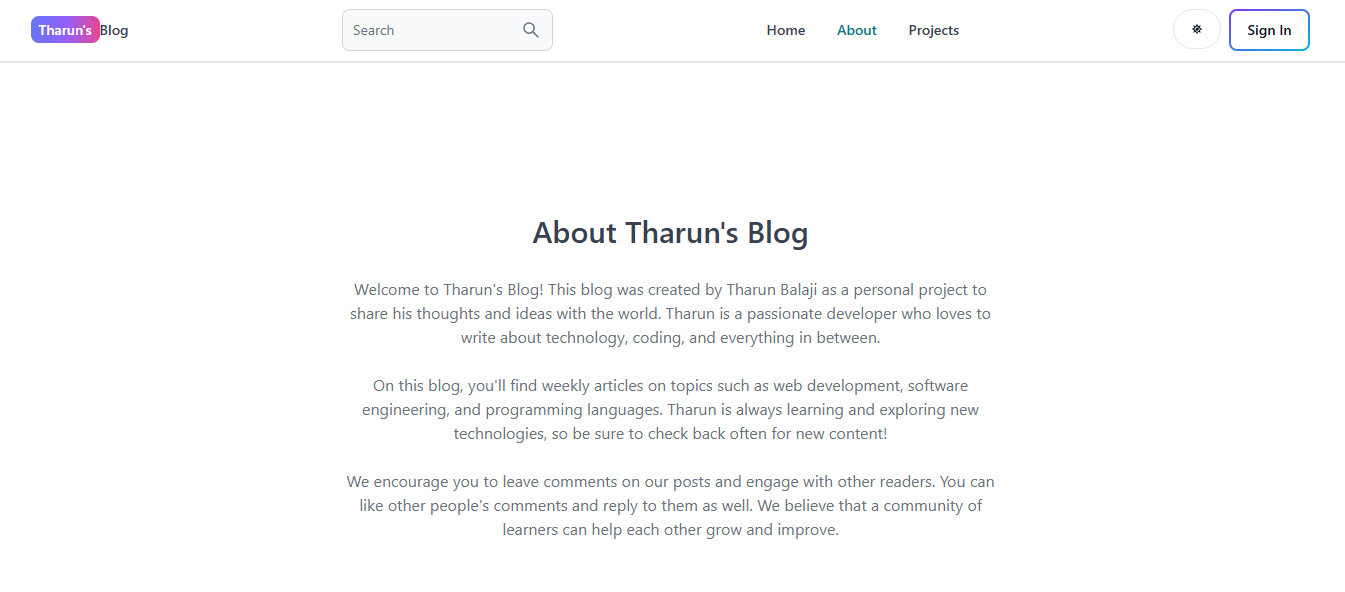 Tharun's Blog
Search
Home
About
Projects
Sign In
About Tharun's Blog
Welcome to Tharun's Blog! This blog was created by Tharun Balaji as a personal project to
share his thoughts and ideas with the world. Tharun is a passionate developer who loves to
write about technology, coding, and everything in between.
On this blog, you'll find weekly articles on topics such as web development, software
engineering, and programming languages. Tharun is always learning and exploring new
technologies, so be sure to check back often for new content!
We encourage you to leave comments on our posts and engage with other readers. You can
like other people's comments and reply to them as well. We believe that a community of
learners can help each other grow and improve.